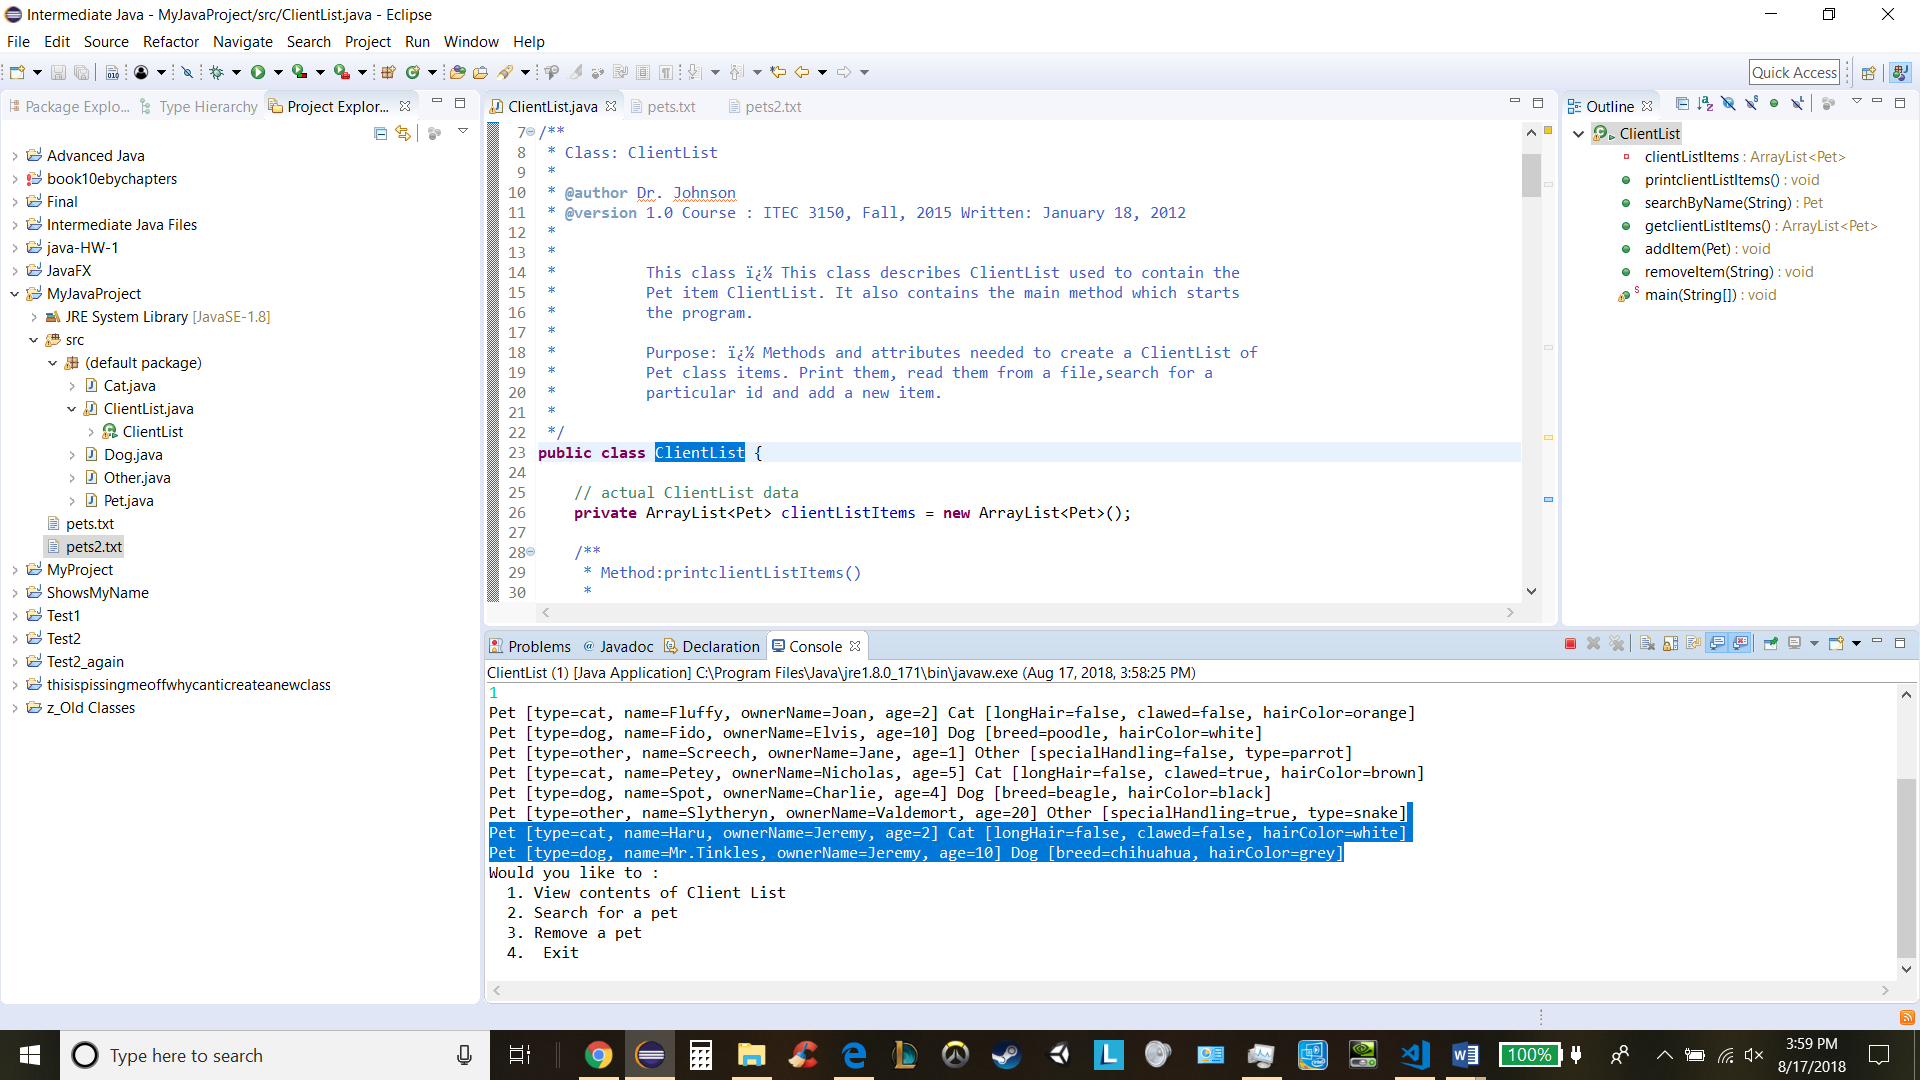 Intermediate Java - MyJavaProject/src/ClientList.java - Eclipse
File Edit Source Refactor Navigate Search Project Run Window Help
Quick Access
Package Explo... Type Hierarchy Project Explor...
Advanced Java
book10ebychapters
Final
Intermediate Java Files
java-HW-1
JavaFX
MyJavaProject
JRE System Library [JavaSE-1.8]
src
(default package)
Cat.java
ClientList.java
ClientList
Dog.java
Other.java
Pet.java
pets.txt
pets2.txt
MyProject
ShowsMyName
Test1
Test2
Test2_again
thisispissingmeoffwhycanticreateanewclass
z_Old Classes
ClientList.java pets.txt pets2.txt
7 /**
8 * Class: ClientList
9 *
10 * @author Dr. Johnson
11 * @version 1.0 Course : ITEC 3150, Fall, 2015 Written: January 18, 2012
12 *
13 *
14 * This class ï¿½ This class describes ClientList used to contain the
15 * Pet item ClientList. It also contains the main method which starts
16 * the program.
17 *
18 * Purpose: ï¿½ Methods and attributes needed to create a ClientList of
19 * Pet class items. Print them, read them from a file,search for a
20 * particular id and add a new item.
21 *
22 */
23 public class ClientList {
24
25 // actual ClientList data
26 private ArrayList<Pet> clientListItems = new ArrayList<Pet>();
27
28 /**
29 * Method:printclientListItems()
30 *
Outline
ClientList
clientListItems : ArrayList<Pet>
printclientListItems() : void
searchByName(String) : Pet
getclientListItems() : ArrayList<Pet>
addItem(Pet) : void
removeItem(String) : void
main(String[]) : void
Problems @ Javadoc Declaration Console
ClientList (1) [Java Application] C:\Program Files\Java\jre1.8.0_171\bin\javaw.exe (Aug 17, 2018, 3:58:25 PM)
1
Pet [type=cat, name=Fluffy, ownerName=Joan, age=2] Cat [longHair=false, clawed=false, hairColor=orange]
Pet [type=dog, name=Fido, ownerName=Elvis, age=10] Dog [breed=poodle, hairColor=white]
Pet [type=other, name=Screech, ownerName=Jane, age=1] Other [specialHandling=false, type=parrot]
Pet [type=cat, name=Petey, ownerName=Nicholas, age=5] Cat [longHair=false, clawed=true, hairColor=brown]
Pet [type=dog, name=Spot, ownerName=Charlie, age=4] Dog [breed=beagle, hairColor=black]
Pet [type=other, name=Slytheryn, ownerName=Valdemort, age=20] Other [specialHandling=true, type=snake]
Pet [type=cat, name=Haru, ownerName=Jeremy, age=2] Cat [longHair=false, clawed=false, hairColor=white]
Pet [type=dog, name=Mr.Tinkles, ownerName=Jeremy, age=10] Dog [breed=chihuahua, hairColor=grey]
Would you like to :
1. View contents of Client List
2. Search for a pet
3. Remove a pet
4. Exit
Type here to search
100%
3:59 PM
8/17/2018